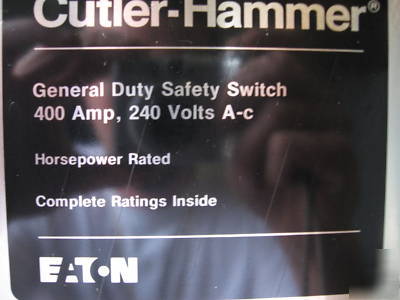 Cutler-Hammer®
General Duty Safety Switch
400 Amp, 240 Volts A-c
Horsepower Rated
Complete Ratings Inside
EATON